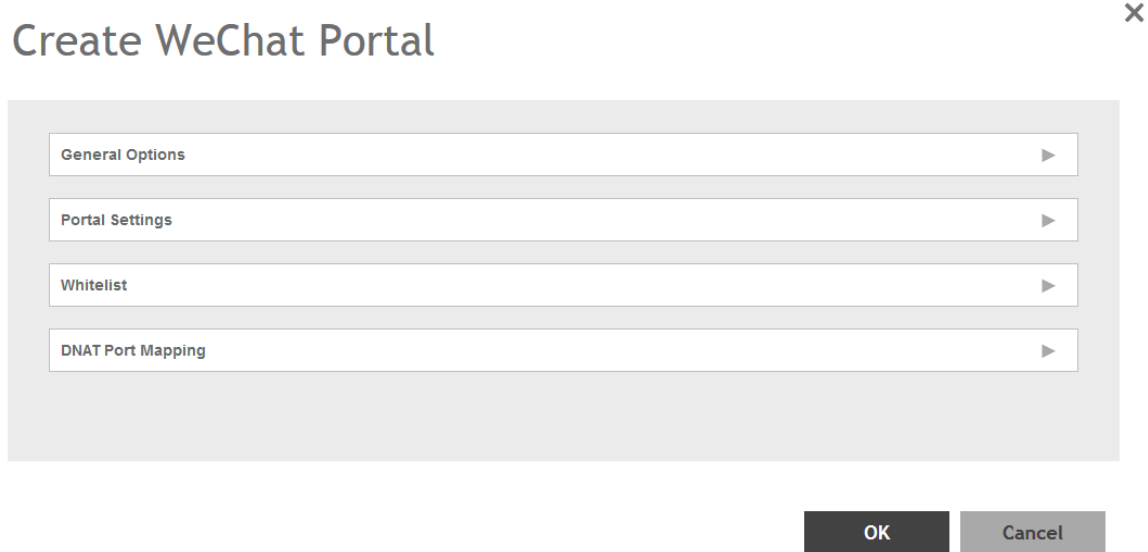 Create WeChat Portal
General Options
Portal Settings
Whitelist
DNAT Port Mapping
OK
Cancel